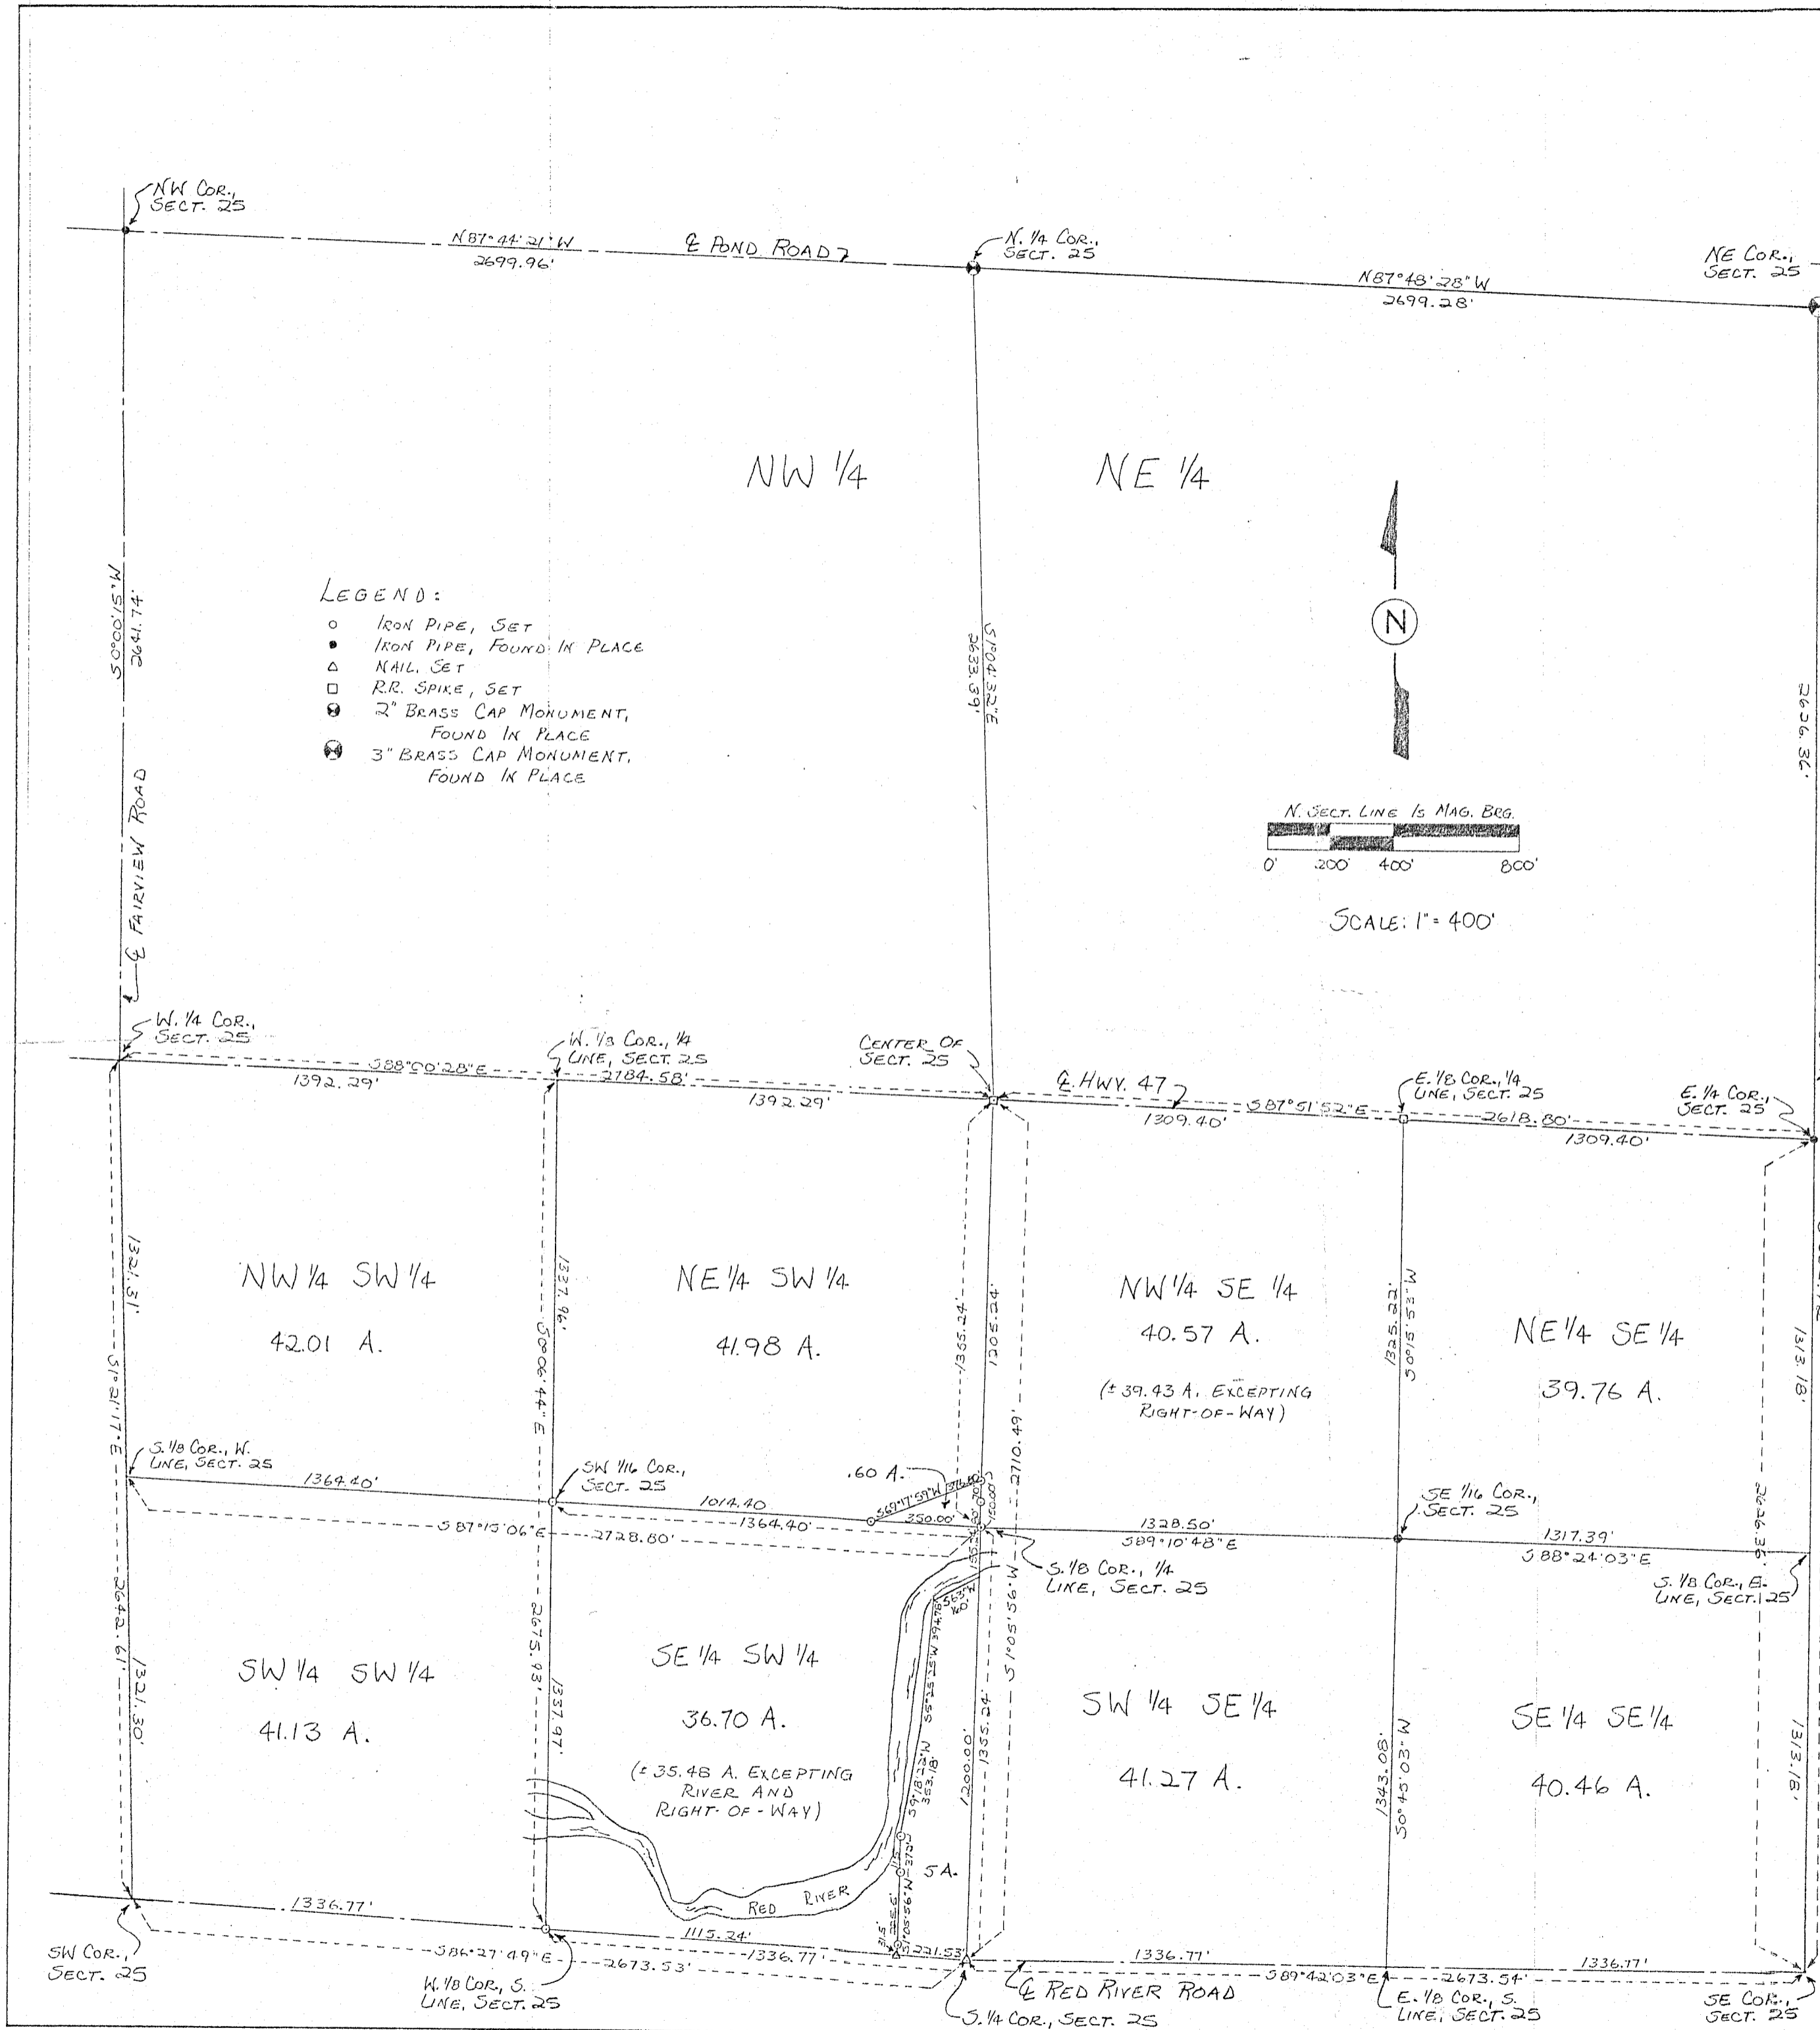 NW COR.,
SECT. 25
N87°44'21"W
2699.96'
℄ POND ROAD
N. 1/4 COR.,
SECT. 25
N87°48'28"W
2699.28'
NE COR.,
SECT. 25
NW 1/4
NE 1/4
S0°00'15"W
2641.74'
℄ FAIRVIEW ROAD
LEGEND:
IRON PIPE, SET
IRON PIPE, FOUND IN PLACE
NAIL, SET
R.R. SPIKE, SET
2" BRASS CAP MONUMENT,
FOUND IN PLACE
3" BRASS CAP MONUMENT,
FOUND IN PLACE
S1°04'32"E
2633.39'
N
2626.36'
N. SECT. LINE IS MAG. BRG.
0' 200' 400' 800'
SCALE: 1" = 400'
W. 1/4 COR.,
SECT. 25
S88°00'28"E
2784.58'
1392.29'
W. 1/8 COR., 1/4
LINE, SECT. 25
1392.29'
CENTER OF
SECT. 25
℄ HWY. 47
S87°51'52"E
1309.40'
E. 1/8 COR., 1/4
LINE, SECT. 25
2618.80'
1309.40'
E. 1/4 COR.,
SECT. 25
1321.31'
S1°21'17"E
2642.61'
NW 1/4 SW 1/4
42.01 A.
1337.96'
S0°06'44"E
2675.93'
NE 1/4 SW 1/4
41.98 A.
1355.24'
1205.24'
2710.49'
S1°05'56"W
NW 1/4 SE 1/4
40.57 A.
(± 39.43 A. EXCEPTING
RIGHT-OF-WAY)
1325.22'
S0°15'53"W
NE 1/4 SE 1/4
39.76 A.
1313.18'
2626.36'
S. 1/8 COR., W.
LINE, SECT. 25
1364.40'
SW 1/16 COR.,
SECT. 25
1014.40
.60 A.
S69°17'59"W
350.00'
150.00'
1364.40'
S87°15'06"E
2728.80'
1328.50'
S89°10'48"E
SE 1/16 COR.,
SECT. 25
1317.39'
S88°24'03"E
S. 1/8 COR., 1/4
LINE, SECT. 25
S. 1/8 COR., E.
LINE, SECT. 25
SW 1/4 SW 1/4
41.13 A.
1321.30'
SE 1/4 SW 1/4
36.70 A.
(± 35.48 A. EXCEPTING
RIVER AND
RIGHT-OF-WAY)
1337.97'
S5°25'25"W 394.78'
353.18'
1200.00'
1355.24'
5 A.
RED RIVER
SW 1/4 SE 1/4
41.27 A.
1343.08'
S0°45'03"W
SE 1/4 SE 1/4
40.46 A.
1313.18'
1336.77'
1115.24'
221.53'
1336.77'
1336.77'
SW COR.,
SECT. 25
S86°27'49"E
2673.53'
1336.77'
W. 1/8 COR., S.
LINE, SECT. 25
℄ RED RIVER ROAD
S. 1/4 COR., SECT. 25
S89°42'03"E
2673.54'
E. 1/8 COR., S.
LINE, SECT. 25
SE COR.,
SECT. 25